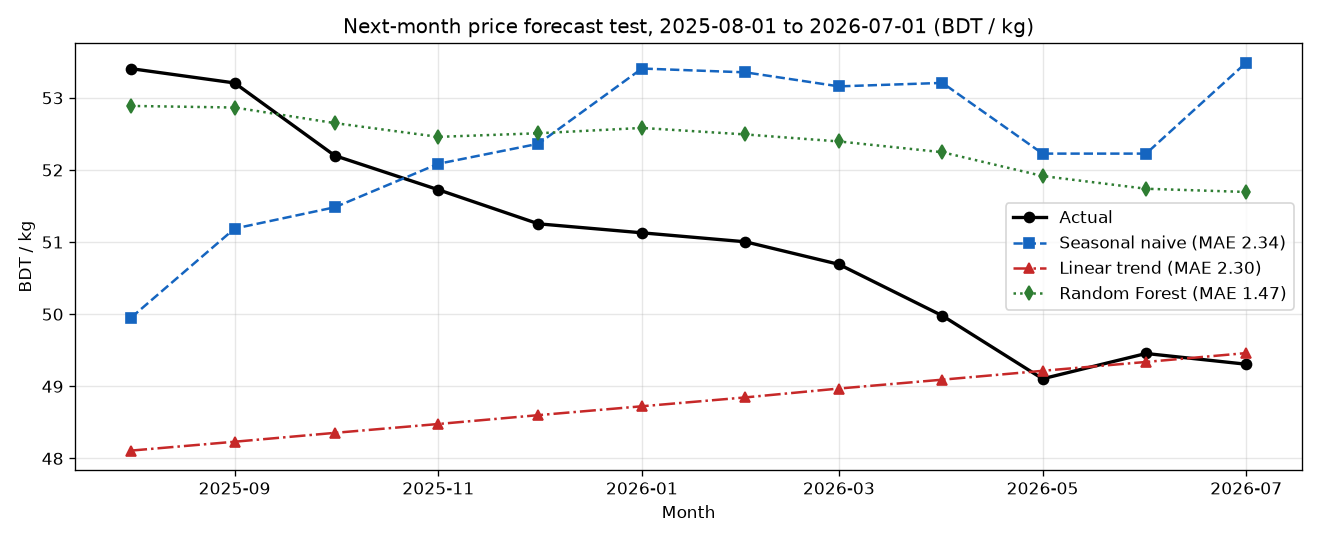 Next-month price forecast test, 2025-08-01 to 2026-07-01 (BDT / kg)
BDT / kg
53
52
51
50
49
48
Actual
Seasonal naive (MAE 2.34)
Linear trend (MAE 2.30)
Random Forest (MAE 1.47)
2025-09
2025-11
2026-01
2026-03
2026-05
2026-07
Month